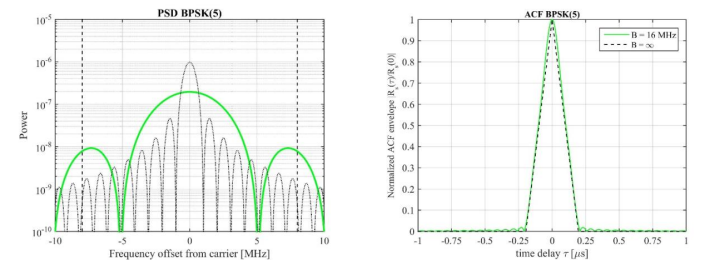 PSD BPSK(5)
10^-5
10^-6
10^-7
10^-8
10^-9
10^-10
Power
-10 -5 0 5 10
Frequency offset from carrier [MHz]
ACF BPSK(5)
1
0.9
0.8
0.7
0.6
0.5
0.4
0.3
0.2
0.1
0
Normalized ACF envelope |R_s(τ)/R_s(0)|
B = 16 MHz
B = ∞
-1 -0.75 -0.5 -0.25 0 0.25 0.5 0.75 1
time delay τ [μs]